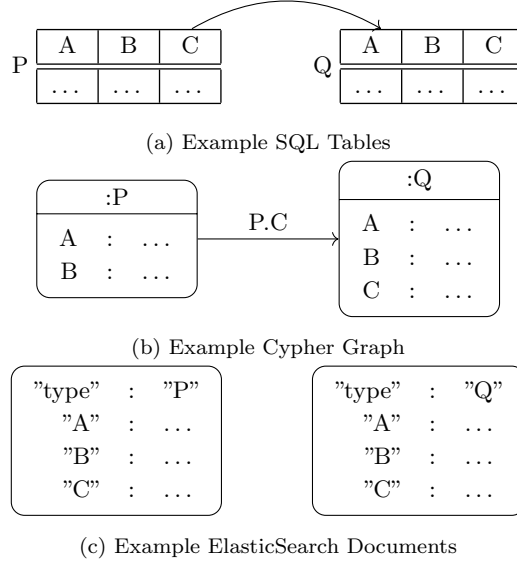 A B C A B C
P Q
... ... ... ... ... ...
(a) Example SQL Tables
:P :Q
P.C
A : ... A : ...
B : ... B : ...
C : ...
(b) Example Cypher Graph
”type” : ”P” ”type” : ”Q”
”A” : ... ”A” : ...
”B” : ... ”B” : ...
”C” : ... ”C” : ...
(c) Example ElasticSearch Documents